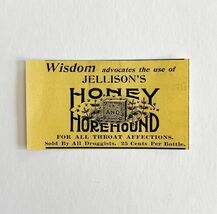 Wisdom advocates the use of
JELLISON'S
HONEY
AND
HOREHOUND
FOR ALL THROAT AFFECTIONS.
Sold By All Druggists. 25 Cents Per Bottle.